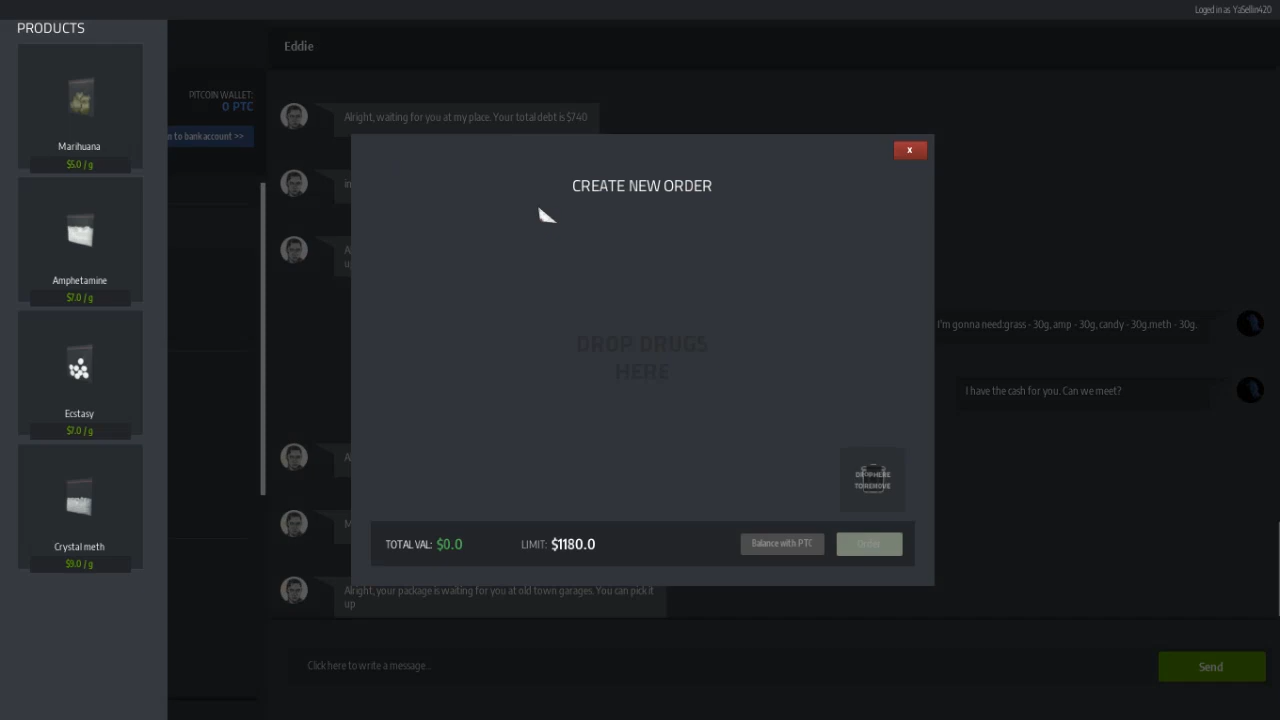 Loged in as YaSellin420
PRODUCTS
Marihuana
$5.0 / g
Amphetamine
$7.0 / g
Ecstasy
$7.0 / g
Crystal meth
$9.0 / g
PITCOIN WALLET:
0 PTC
to bank account >>
Eddie
Alright, waiting for you at my place. Your total debt is $740
I'm gonna need:grass - 30g, amp - 30g, candy - 30g.meth - 30g.
I have the cash for you. Can we meet?
x
CREATE NEW ORDER
DROP DRUGS
HERE
DROP HERE
TO REMOVE
TOTAL VAL: $0.0
LIMIT: $1180.0
Balance with PTC
Order
Alright, your package is waiting for you at old town garages. You can pick it
up
Click here to write a message...
Send